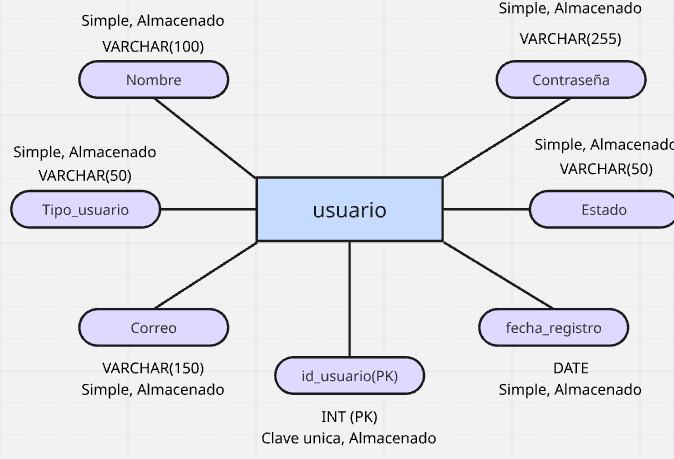 Simple, Almacenado
VARCHAR(100)
Nombre
Simple, Almacenado
VARCHAR(255)
Contraseña
Simple, Almacenado
VARCHAR(50)
Tipo_usuario
usuario
Simple, Almacenado
VARCHAR(50)
Estado
Correo
VARCHAR(150)
Simple, Almacenado
id_usuario(PK)
INT (PK)
Clave unica, Almacenado
fecha_registro
DATE
Simple, Almacenado